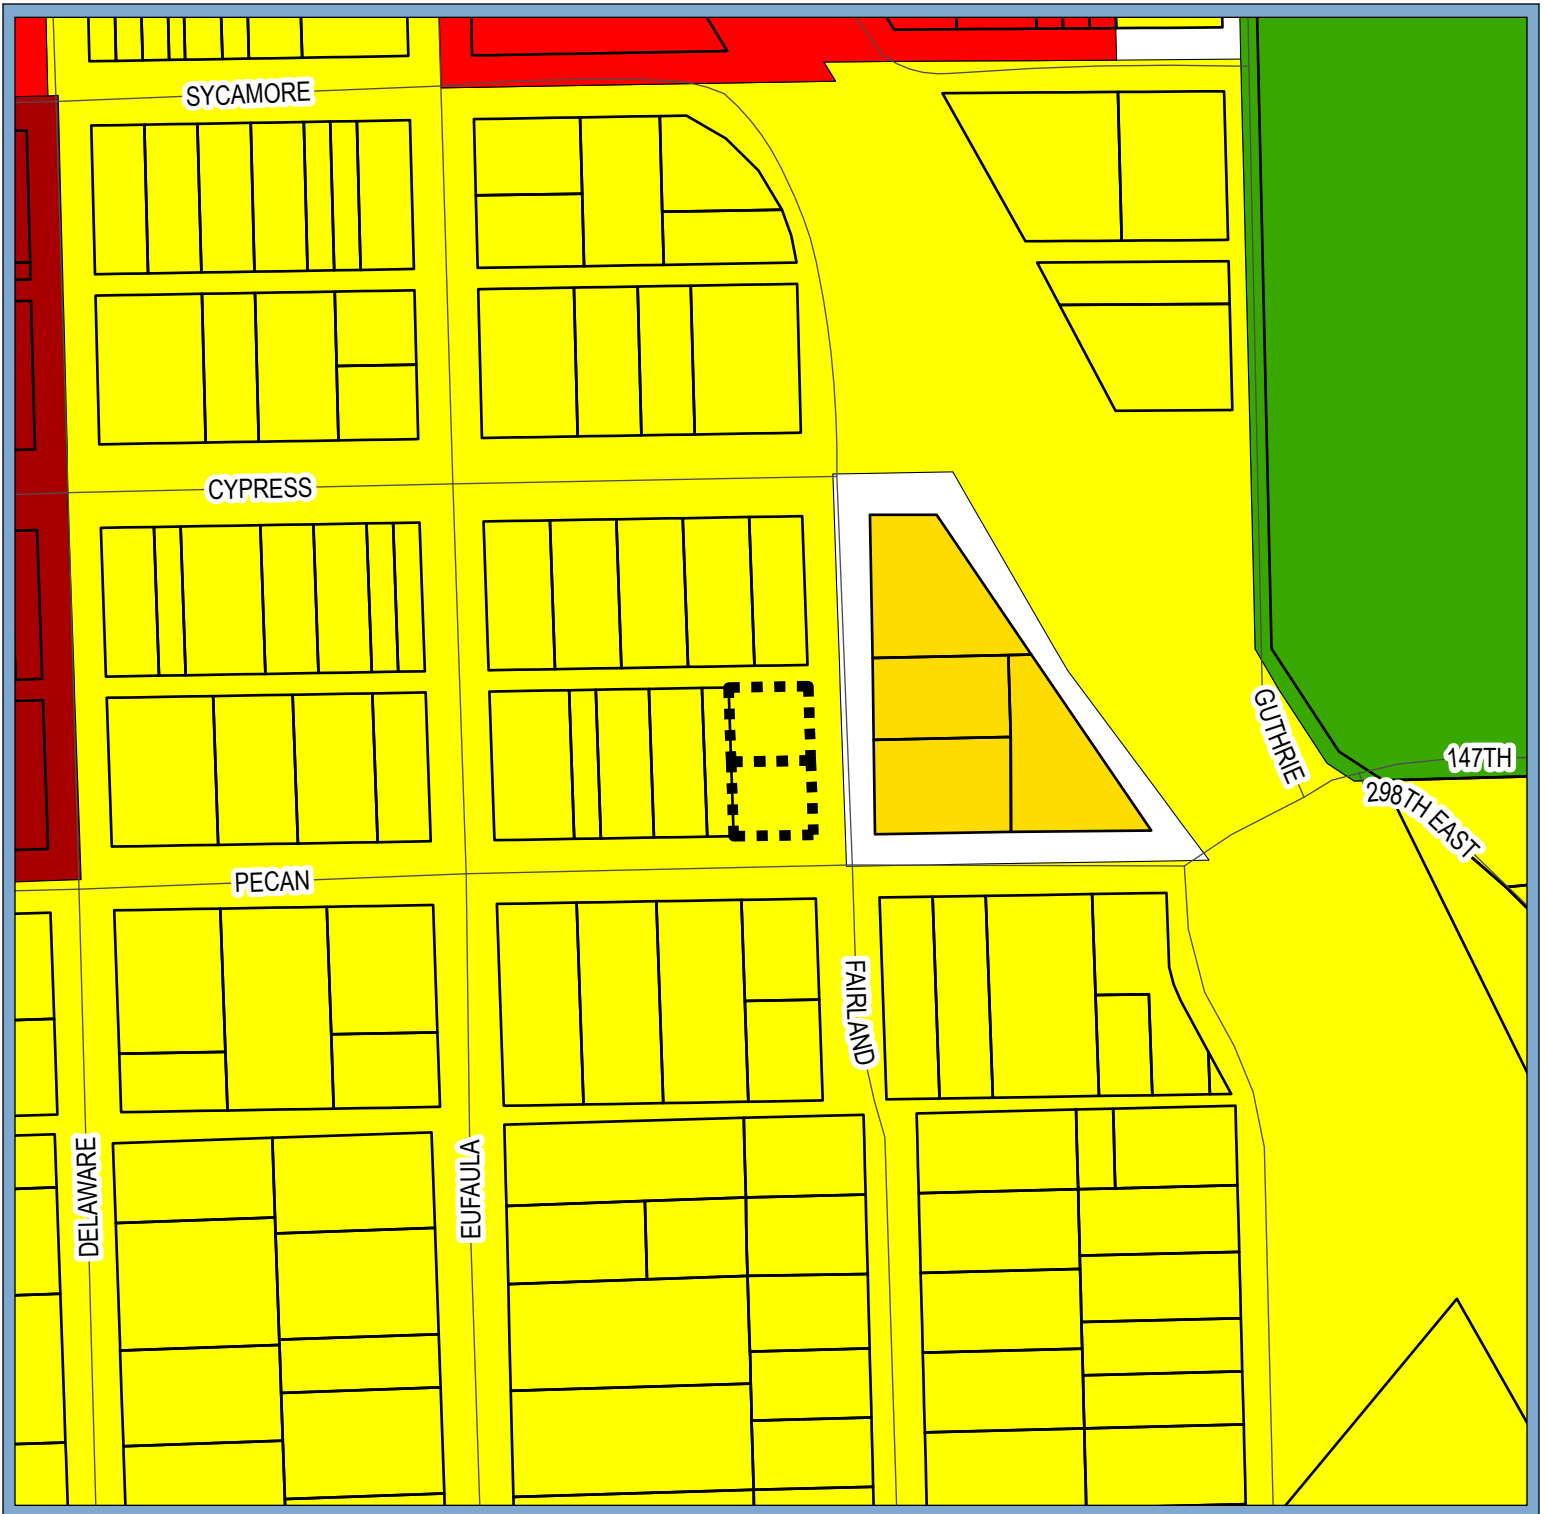 SYCAMORE
CYPRESS
GUTHRIE
147TH
298TH EAST
PECAN
FAIRLAND
DELAWARE
EUFAULA